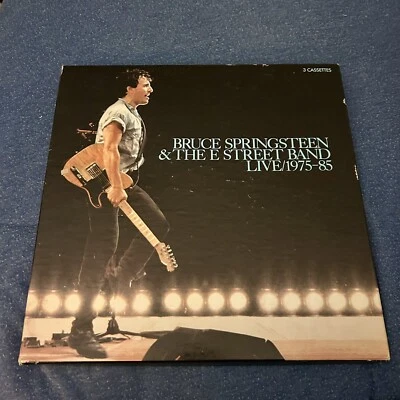 3 CASSETTES
BRUCE SPRINGSTEEN
& THE E STREET BAND
LIVE/1975-85